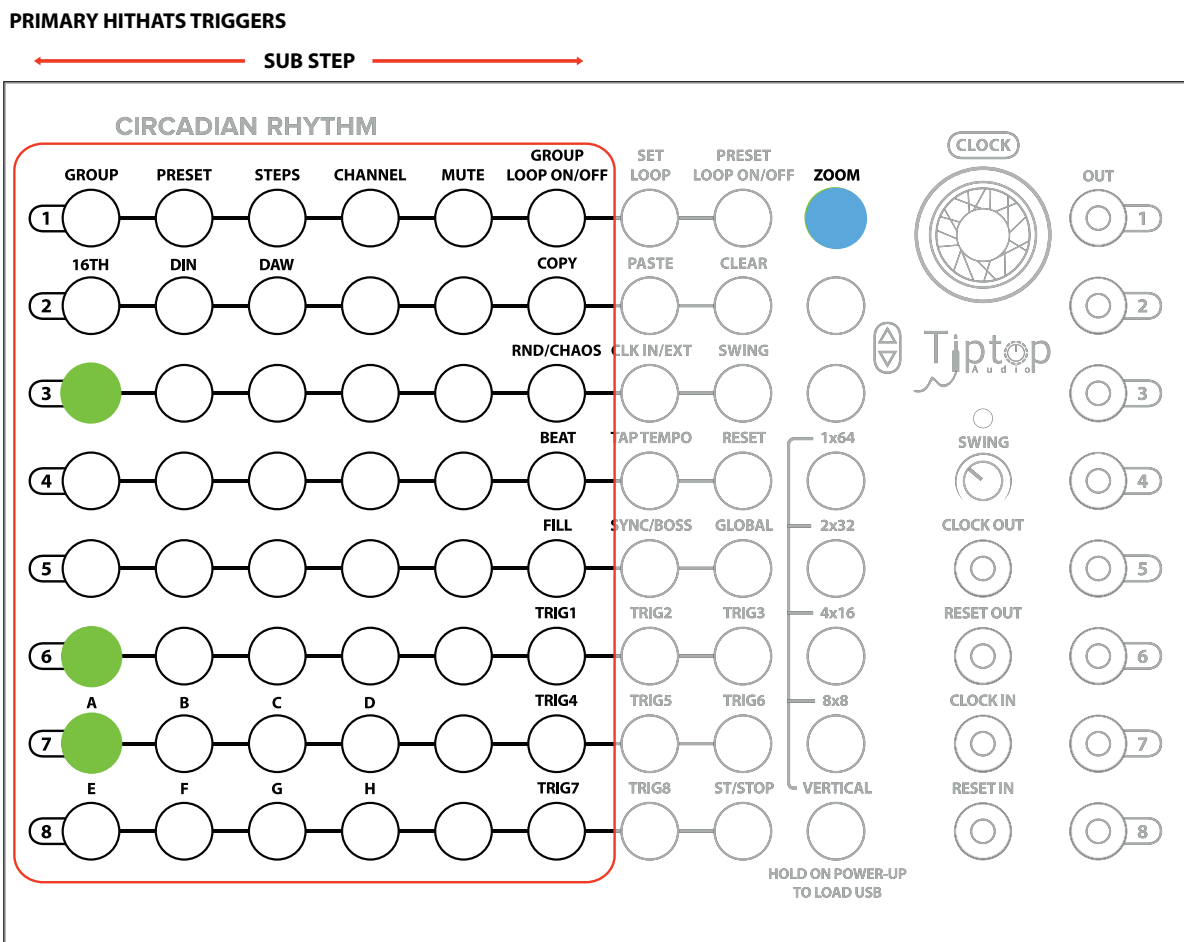 PRIMARY HITHATS TRIGGERS
SUB STEP
CIRCADIAN RHYTHM
CLOCK
GROUP PRESET STEPS CHANNEL MUTE GROUP LOOP ON/OFF SET LOOP PRESET LOOP ON/OFF ZOOM OUT
1 1
16TH DIN DAW COPY PASTE CLEAR
2 2
Tiptop Audio
RND/CHAOS CLK IN/EXT SWING
3 3
BEAT TAP TEMPO RESET 1x64 SWING
4 4
FILL SYNC/BOSS GLOBAL 2x32 CLOCK OUT
5 5
TRIG1 TRIG2 TRIG3 4x16 RESET OUT
6 6
A B C D TRIG4 TRIG5 TRIG6 8x8 CLOCK IN
7 7
E F G H TRIG7 TRIG8 ST/STOP VERTICAL RESET IN
8 8
HOLD ON POWER-UP
TO LOAD USB